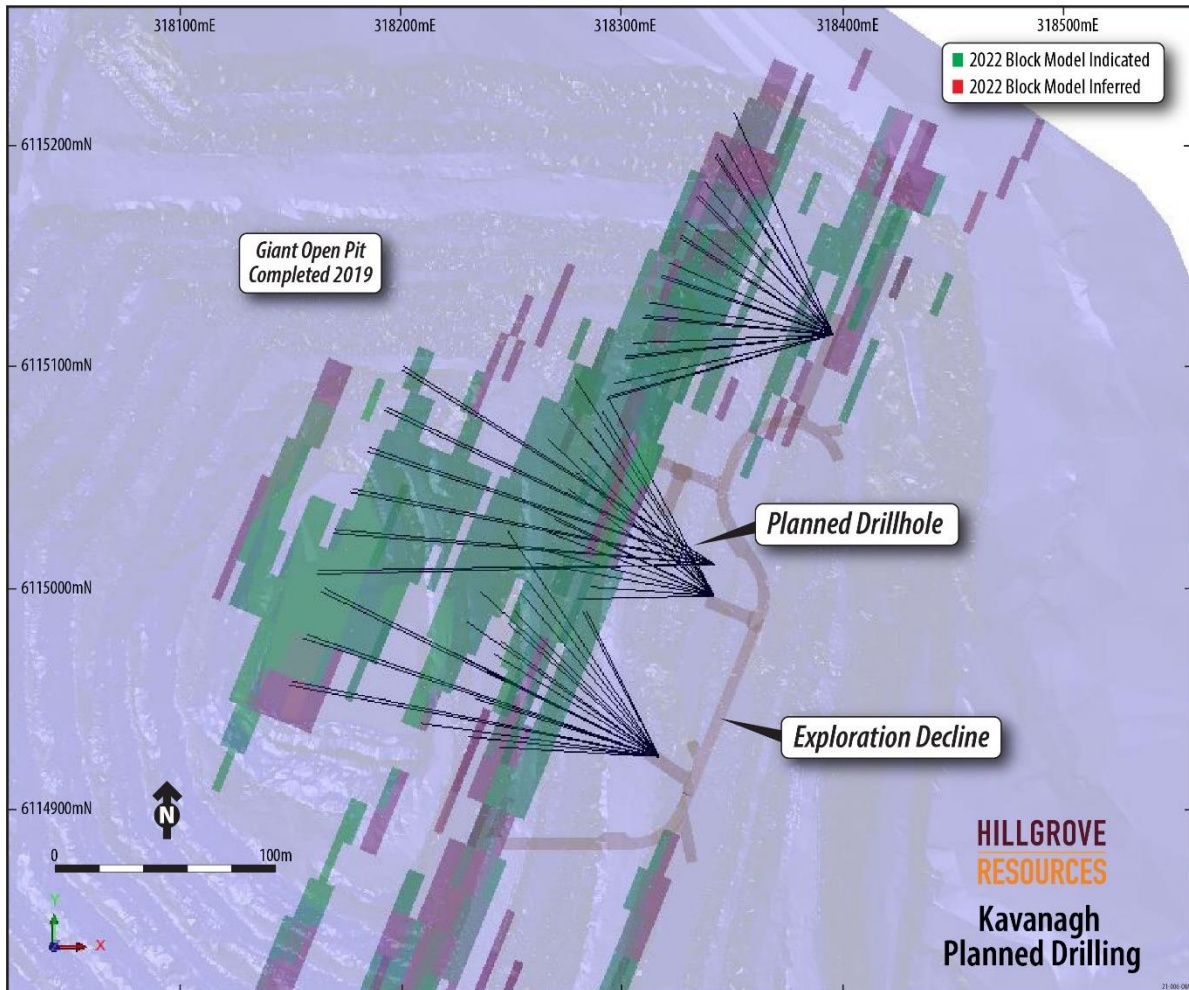 318100mE
318200mE
318300mE
318400mE
318500mE
2022 Block Model Indicated
2022 Block Model Inferred
6115200mN
Giant Open Pit
Completed 2019
6115100mN
Planned Drillhole
6115000mN
Exploration Decline
6114900mN
N
0
100m
HILLGROVE
RESOURCES
Kavanagh
Planned Drilling
Y
X